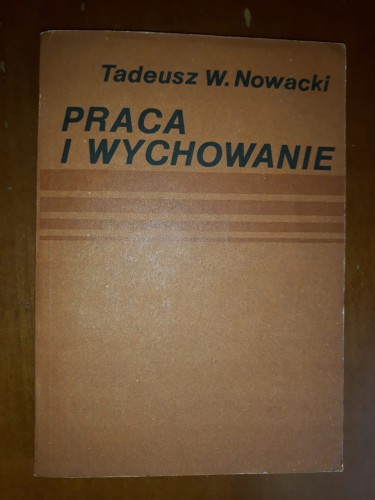 Tadeusz W. Nowacki
PRACA
I WYCHOWANIE